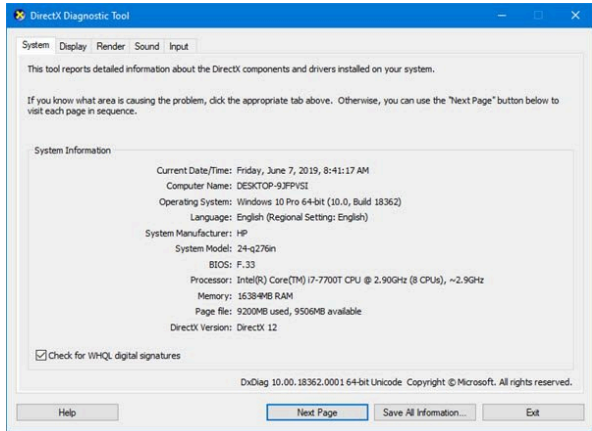 DirectX Diagnostic Tool
System Display Render Sound Input
This tool reports detailed information about the DirectX components and drivers installed on your system.
If you know what area is causing the problem, click the appropriate tab above. Otherwise, you can use the "Next Page" button below to
visit each page in sequence.
System Information
Current Date/Time: Friday, June 7, 2019, 8:41:17 AM
Computer Name: DESKTOP-9JFPVSI
Operating System: Windows 10 Pro 64-bit (10.0, Build 18362)
Language: English (Regional Setting: English)
System Manufacturer: HP
System Model: 24-q276in
BIOS: F.33
Processor: Intel(R) Core(TM) i7-7700T CPU @ 2.90GHz (8 CPUs), ~2.9GHz
Memory: 16384MB RAM
Page file: 9200MB used, 9506MB available
DirectX Version: DirectX 12
Check for WHQL digital signatures
DxDiag 10.00.18362.0001 64-bit Unicode Copyright © Microsoft. All rights reserved.
Help Next Page Save All Information... Exit